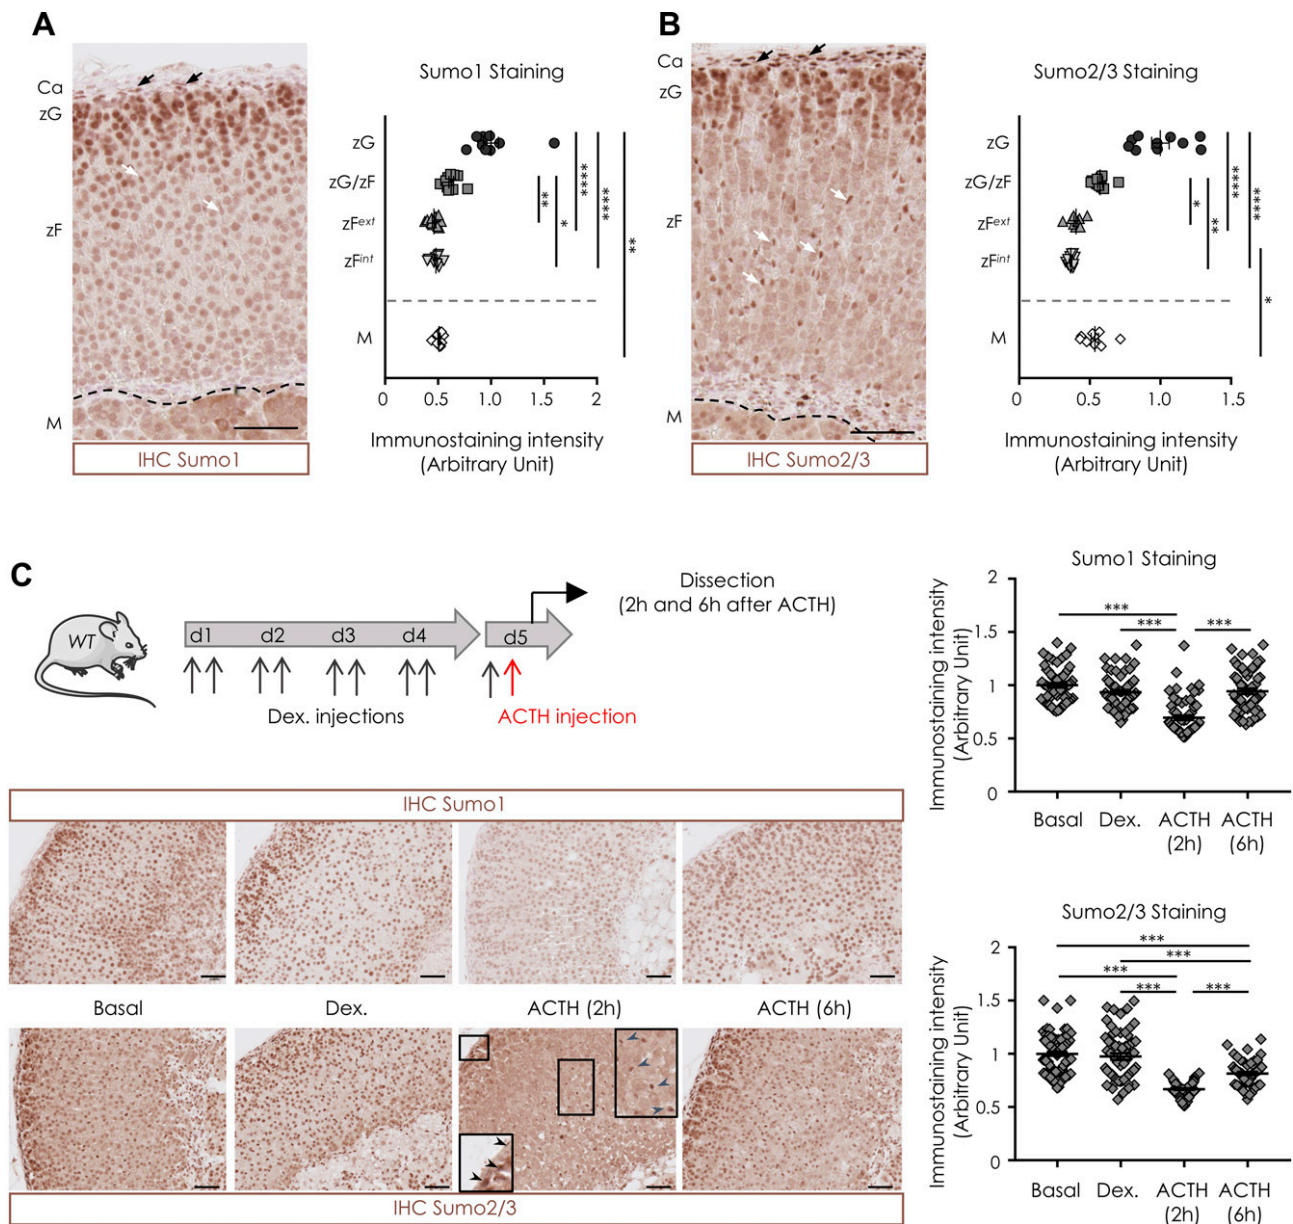 A
Sumo1 Staining
Ca
zG
zF
M
IHC Sumo1
zG
zG/zF
zFext
zFint
M
**
*
****
****
**
0 0.5 1.0 1.5 2
Immunostaining intensity
(Arbitrary Unit)
B
Sumo2/3 Staining
Ca
zG
zF
M
IHC Sumo2/3
zG
zG/zF
zFext
zFint
M
*
**
****
****
*
0 0.5 1.0 1.5
Immunostaining intensity
(Arbitrary Unit)
C
WT
d1 d2 d3 d4 d5
Dissection
(2h and 6h after ACTH)
Dex. injections
ACTH injection
IHC Sumo1
Basal Dex. ACTH (2h) ACTH (6h)
IHC Sumo2/3
Sumo1 Staining
Immunostaining intensity
(Arbitrary Unit)
2
1.5
1
0.5
0
***
*** ***
Basal Dex. ACTH ACTH
(2h) (6h)
Sumo2/3 Staining
Immunostaining intensity
(Arbitrary Unit)
2
1.5
1
0.5
0
***
***
***
*** ***
Basal Dex. ACTH ACTH
(2h) (6h)